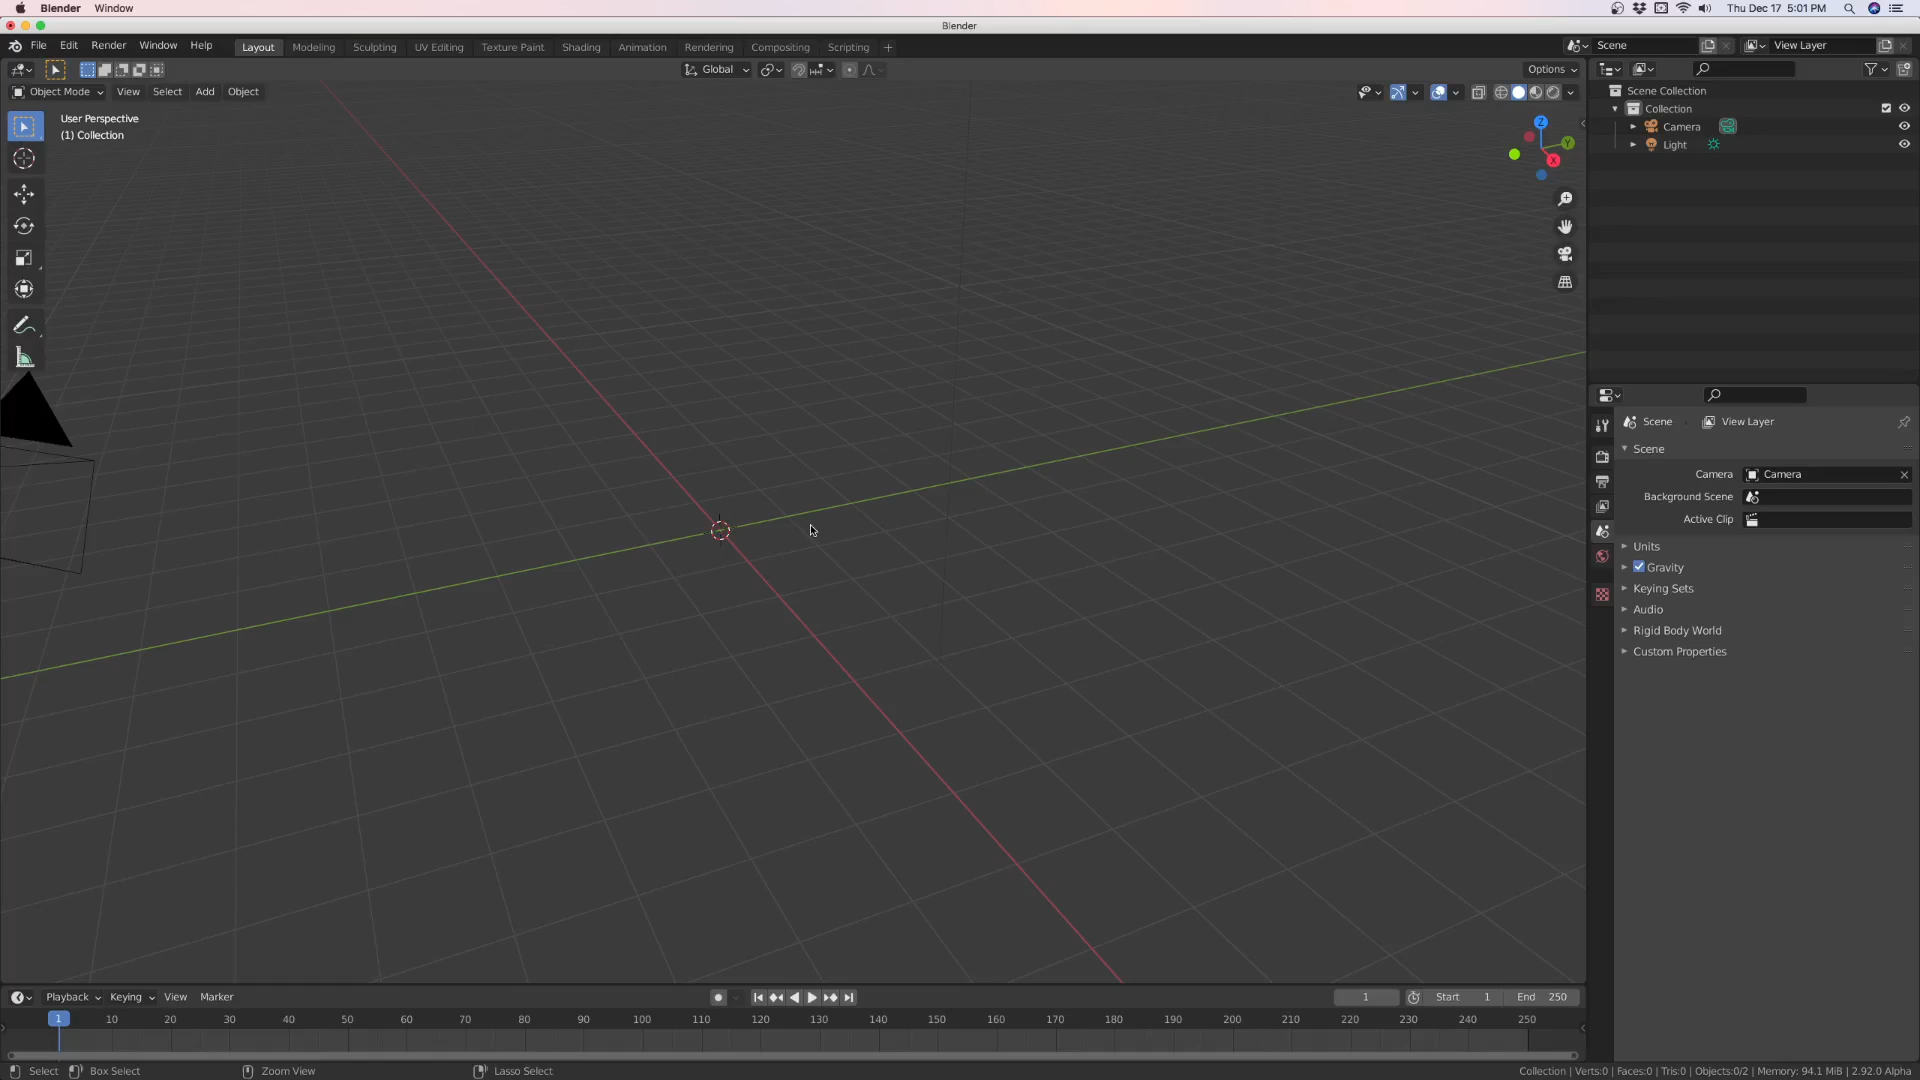 Blender Window Thu Dec 17 5:01 PM
Blender
File Edit Render Window Help Layout Modeling Sculpting UV Editing Texture Paint Shading Animation Rendering Compositing Scripting + Scene View Layer
Global Options
Object Mode View Select Add Object
User Perspective
(1) Collection
Z
Y
X
Scene Collection
Collection
Camera
Light
Scene View Layer
Scene
Camera Camera
Background Scene
Active Clip
Units
Gravity
Keying Sets
Audio
Rigid Body World
Custom Properties
Playback Keying View Marker 1 Start 1 End 250
1 10 20 30 40 50 60 70 80 90 100 110 120 130 140 150 160 170 180 190 200 210 220 230 240 250
Select Box Select Zoom View Lasso Select Collection | Verts:0 | Faces:0 | Tris:0 | Objects:0/2 | Memory: 94.1 MiB | 2.92.0 Alpha